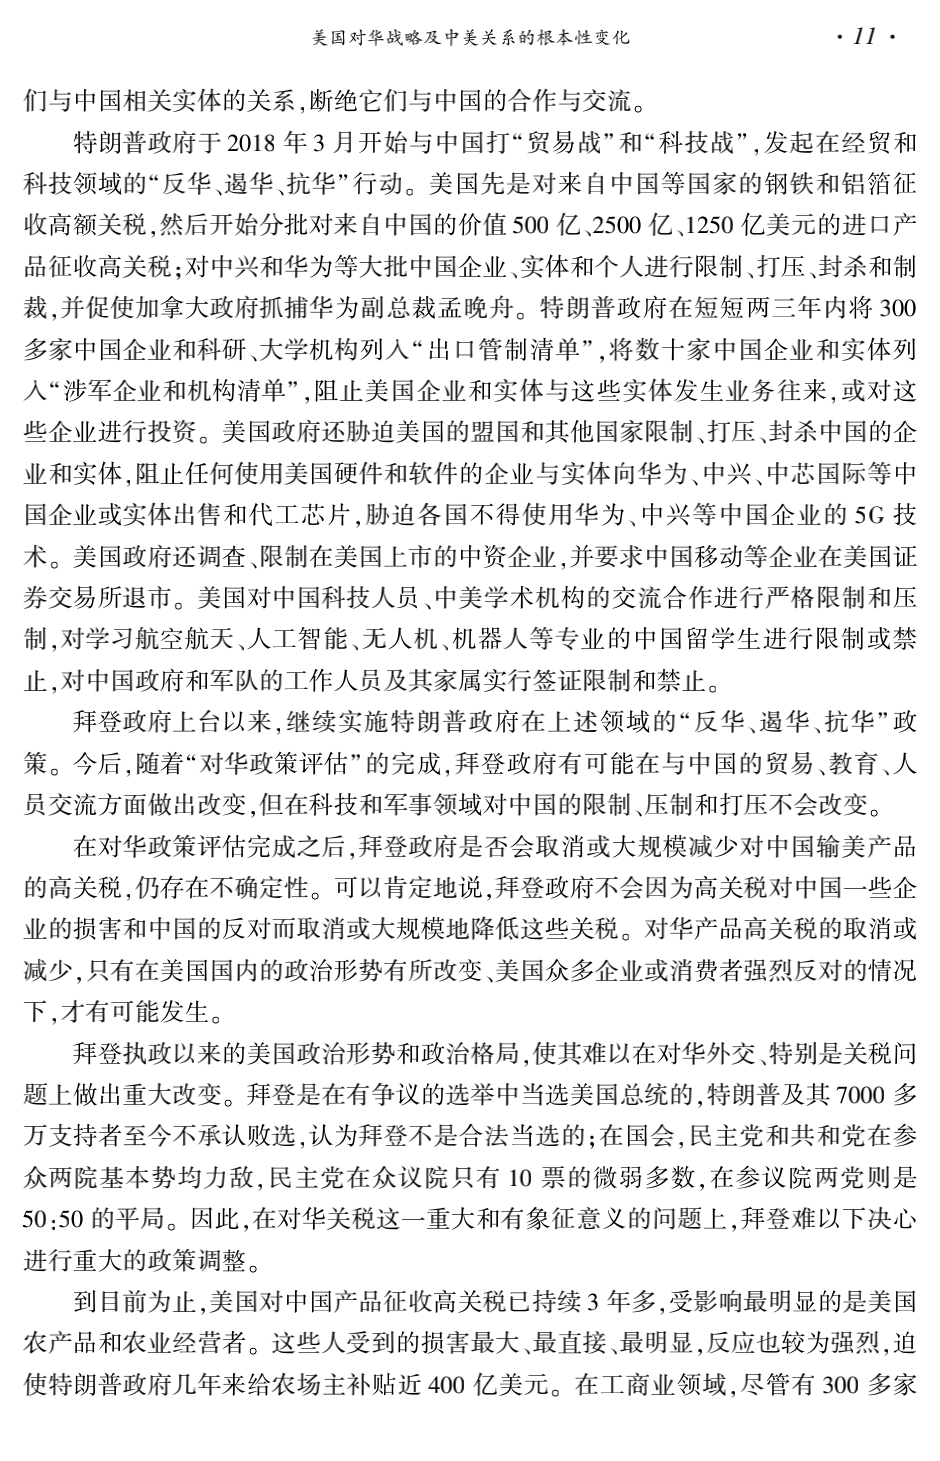 美国对华战略及中美关系的根本性变化 · 11 ·
们与中国相关实体的关系,断绝它们与中国的合作与交流。
特朗普政府于 2018 年 3 月开始与中国打“贸易战”和“科技战”,发起在经贸和
科技领域的“反华、遏华、抗华”行动。美国先是对来自中国等国家的钢铁和铝箔征
收高额关税,然后开始分批对来自中国的价值 500 亿、2500 亿、1250 亿美元的进口产
品征收高关税;对中兴和华为等大批中国企业、实体和个人进行限制、打压、封杀和制
裁,并促使加拿大政府抓捕华为副总裁孟晚舟。特朗普政府在短短两三年内将 300
多家中国企业和科研、大学机构列入“出口管制清单”,将数十家中国企业和实体列
入“涉军企业和机构清单”,阻止美国企业和实体与这些实体发生业务往来,或对这
些企业进行投资。美国政府还胁迫美国的盟国和其他国家限制、打压、封杀中国的企
业和实体,阻止任何使用美国硬件和软件的企业与实体向华为、中兴、中芯国际等中
国企业或实体出售和代工芯片,胁迫各国不得使用华为、中兴等中国企业的 5G 技
术。美国政府还调查、限制在美国上市的中资企业,并要求中国移动等企业在美国证
券交易所退市。美国对中国科技人员、中美学术机构的交流合作进行严格限制和压
制,对学习航空航天、人工智能、无人机、机器人等专业的中国留学生进行限制或禁
止,对中国政府和军队的工作人员及其家属实行签证限制和禁止。
拜登政府上台以来,继续实施特朗普政府在上述领域的“反华、遏华、抗华”政
策。今后,随着“对华政策评估”的完成,拜登政府有可能在与中国的贸易、教育、人
员交流方面做出改变,但在科技和军事领域对中国的限制、压制和打压不会改变。
在对华政策评估完成之后,拜登政府是否会取消或大规模减少对中国输美产品
的高关税,仍存在不确定性。可以肯定地说,拜登政府不会因为高关税对中国一些企
业的损害和中国的反对而取消或大规模地降低这些关税。对华产品高关税的取消或
减少,只有在美国国内的政治形势有所改变、美国众多企业或消费者强烈反对的情况
下,才有可能发生。
拜登执政以来的美国政治形势和政治格局,使其难以在对华外交、特别是关税问
题上做出重大改变。拜登是在有争议的选举中当选美国总统的,特朗普及其 7000 多
万支持者至今不承认败选,认为拜登不是合法当选的;在国会,民主党和共和党在参
众两院基本势均力敌,民主党在众议院只有 10 票的微弱多数,在参议院两党则是
50:50 的平局。因此,在对华关税这一重大和有象征意义的问题上,拜登难以下决心
进行重大的政策调整。
到目前为止,美国对中国产品征收高关税已持续 3 年多,受影响最明显的是美国
农产品和农业经营者。这些人受到的损害最大、最直接、最明显,反应也较为强烈,迫
使特朗普政府几年来给农场主补贴近 400 亿美元。在工商业领域,尽管有 300 多家